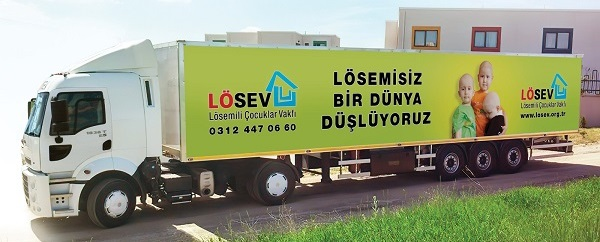 LÖSEV
Lösemili Çocuklar Vakfı
0312 447 06 60
LÖSEMİSİZ
BİR DÜNYA
DÜŞLÜYORUZ
LÖSEV
Lösemili Çocuklar Vakfı
www.losev.org.tr